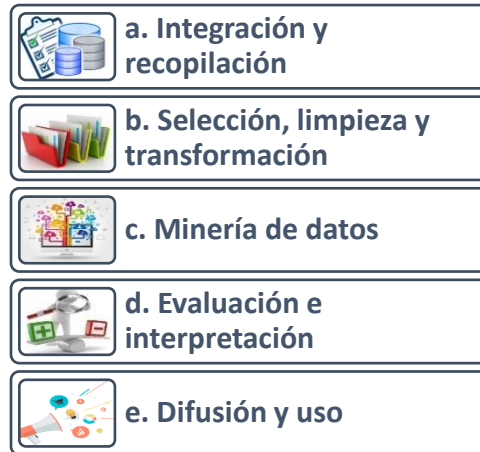 a. Integración y
recopilación
b. Selección, limpieza y
transformación
c. Minería de datos
d. Evaluación e
interpretación
e. Difusión y uso